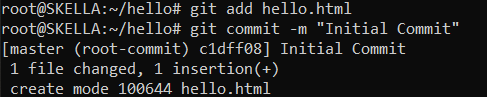 root@SKELLA:~/hello# git add hello.html
root@SKELLA:~/hello# git commit -m "Initial Commit"
[master (root-commit) c1dff08] Initial Commit
 1 file changed, 1 insertion(+)
 create mode 100644 hello.html